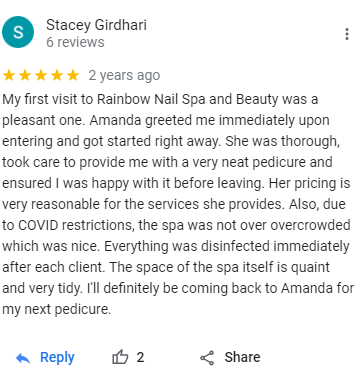 S
Stacey Girdhari
6 reviews
2 years ago
My first visit to Rainbow Nail Spa and Beauty was a
pleasant one. Amanda greeted me immediately upon
entering and got started right away. She was thorough,
took care to provide me with a very neat pedicure and
ensured I was happy with it before leaving. Her pricing is
very reasonable for the services she provides. Also, due
to COVID restrictions, the spa was not over overcrowded
which was nice. Everything was disinfected immediately
after each client. The space of the spa itself is quaint
and very tidy. I'll definitely be coming back to Amanda for
my next pedicure.
Reply 2 Share